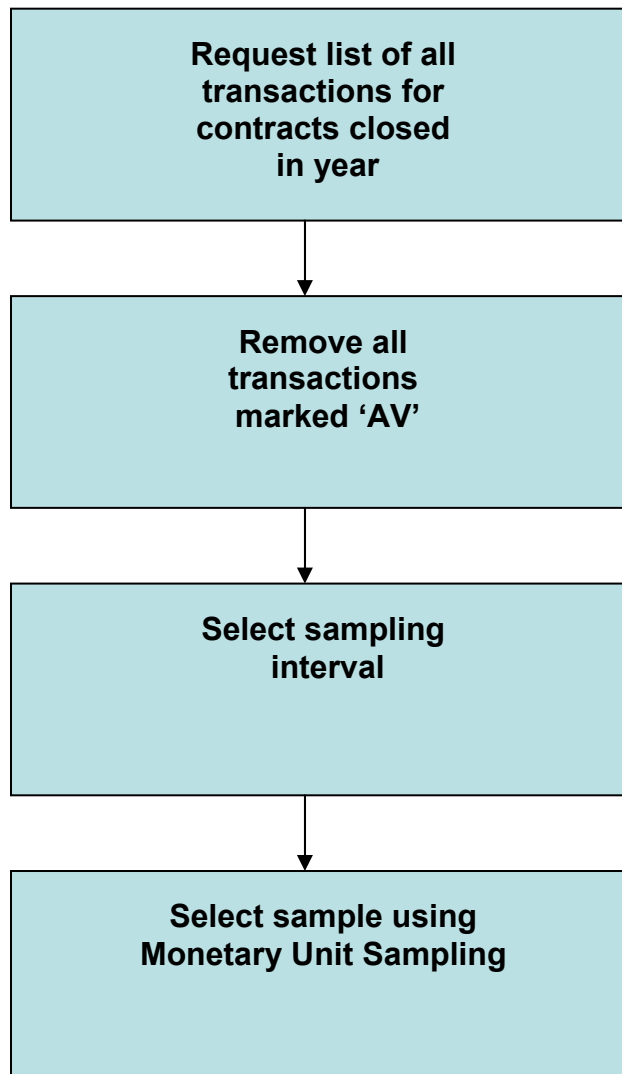 Request list of all
transactions for
contracts closed
in year
Remove all
transactions
marked ‘AV’
Select sampling
interval
Select sample using
Monetary Unit Sampling